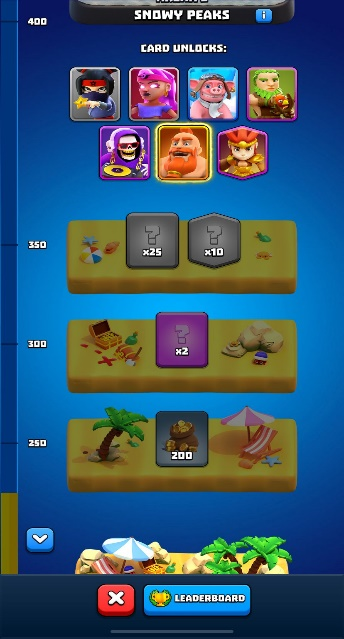 400
SNOWY PEAKS
i
CARD UNLOCKS:
350
?
x25
?
x10
300
?
x2
250
200
LEADERBOARD